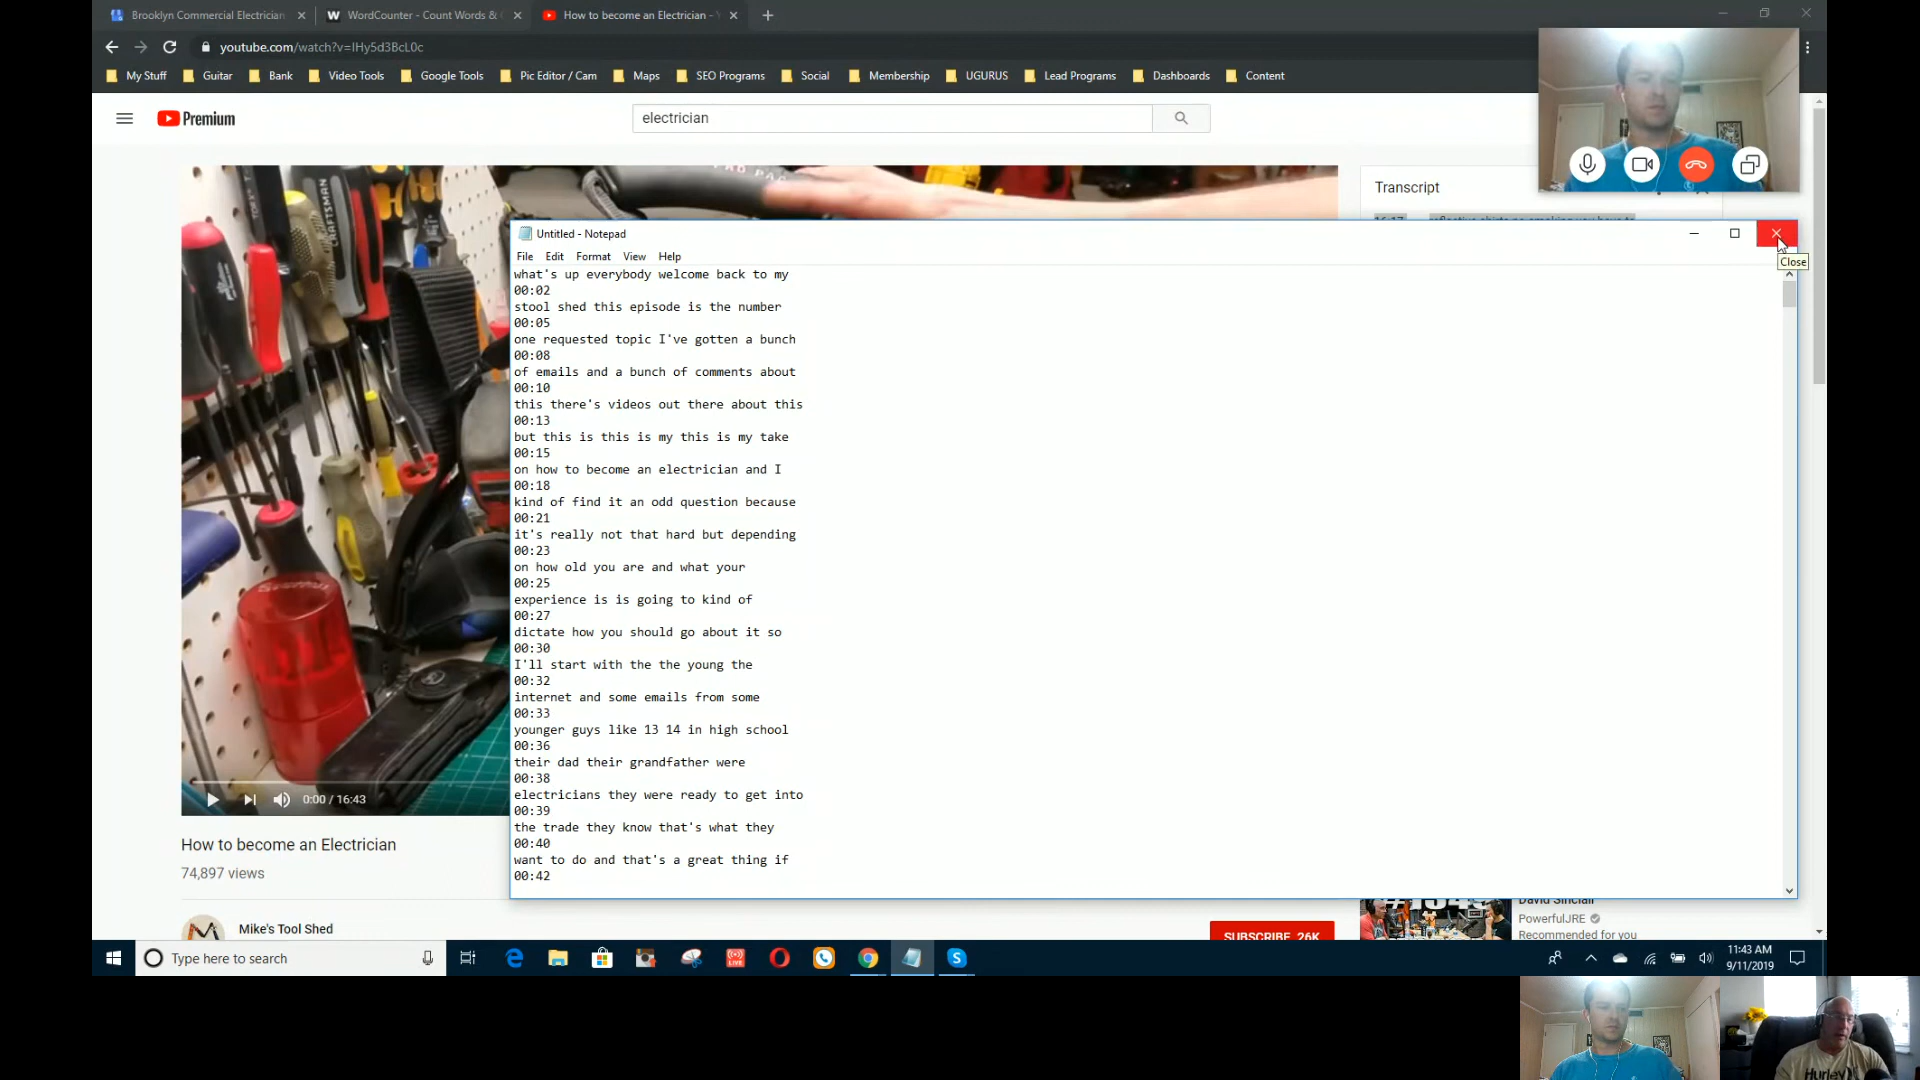 Brooklyn Commercial Electrician
WordCounter - Count Words &
How to become an Electrician -
youtube.com/watch?v=lHy5d3BcL0c
My Stuff
Guitar
Bank
Video Tools
Google Tools
Pic Editor / Cam
Maps
SEO Programs
Social
Membership
UGURUS
Lead Programs
Dashboards
Content
Premium
electrician
Transcript
Untitled - Notepad
File Edit Format View Help
Close
what's up everybody welcome back to my
00:02
stool shed this episode is the number
00:05
one requested topic I've gotten a bunch
00:08
of emails and a bunch of comments about
00:10
this there's videos out there about this
00:13
but this is this is my this is my take
00:15
on how to become an electrician and I
00:18
kind of find it an odd question because
00:21
it's really not that hard but depending
00:23
on how old you are and what your
00:25
experience is is going to kind of
00:27
dictate how you should go about it so
00:30
I'll start with the the young the
00:32
internet and some emails from some
00:33
younger guys like 13 14 in high school
00:36
their dad their grandfather were
00:38
electricians they were ready to get into
00:39
the trade they know that's what they
00:40
want to do and that's a great thing if
00:42
CRAFTSMAN
0:00 / 16:43
How to become an Electrician
74,897 views
Mike's Tool Shed
SUBSCRIBE 26K
David Sinclair
PowerfulJRE
Recommended for you
Type here to search
LIVE
11:43 AM
9/11/2019
Hurley